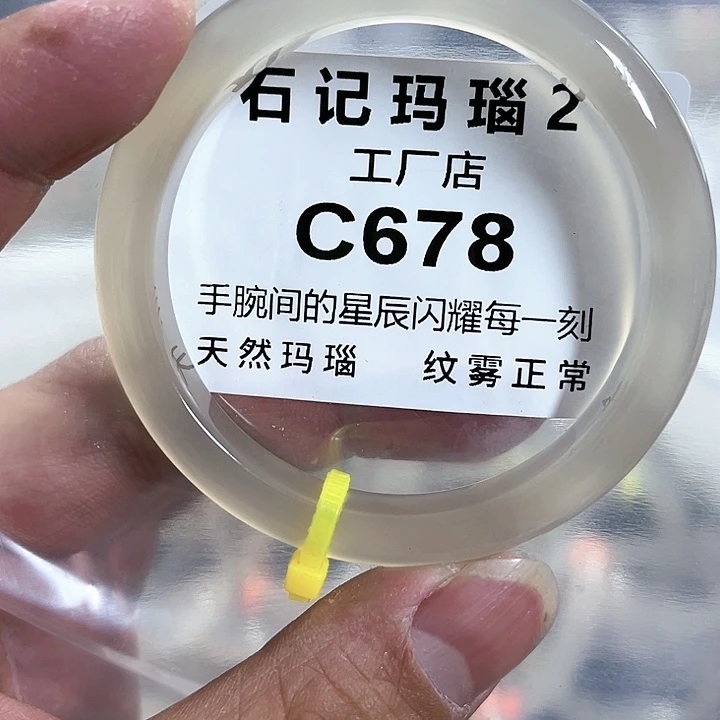 石记玛瑙2
工厂店
C678
手腕间的星辰闪耀每一刻
天然玛瑙 纹雾正常